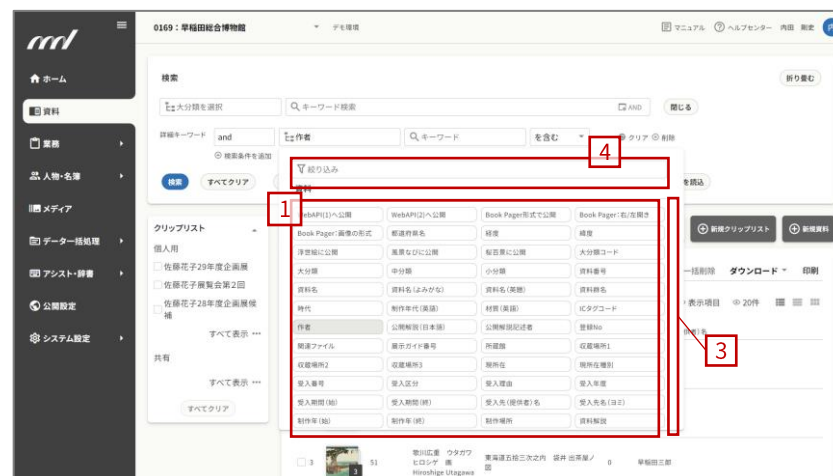 0169：早稲田総合博物館
デモ環境
マニュアル
ヘルプセンター
内田 剛史
ホーム
資料
業務
人物・名簿
メディア
データ一括処理
アシスト・辞書
公開設定
システム設定
検索
折り畳む
大分類を選択
キーワード検索
AND
閉じる
詳細キーワード
and
作者
キーワード
を含む
クリア
削除
検索条件を追加
4
絞り込み
検索
すべてクリア
資料
を読込
1
WebAPI(1)へ公開
WebAPI(2)へ公開
Book Pager形式で公開
Book Pager：右/左開き
Book Pager：画像の形式
都道府県名
経度
緯度
浮世絵に公開
風景なびに公開
桜百景に公開
大分類コード
大分類
中分類
小分類
資料番号
資料名
資料名(よみがな)
資料名(英題)
時代
制作年代(英語)
材質(英語)
ICタグコード
作者
公開解説(日本語)
公開解説記述者
登録No
関連ファイル
展示ガイド番号
所蔵館
収蔵場所1
収蔵場所2
収蔵場所3
現所在
現所在種別
受入番号
受入区分
受入理由
受入年度
受入期間(始)
受入期間(終)
受入先(提供者)名
受入先名(ヨミ)
制作年(始)
制作年(終)
制作場所
資料解説
3
クリップリスト
個人用
佐藤花子29年度企画展
佐藤花子展覧会第2回
佐藤花子28年度企画展候補
すべて表示
共有
すべて表示
すべてクリア
新規クリップリスト
新規資料
一括削除
ダウンロード
印刷
表示項目
20件
3
3
51
歌川広重 ウタガワ
ヒロシゲ 画
Hiroshige Utagawa
東海道五拾三次之内 袋井 出茶屋ノ
図
0
早稲田三郎